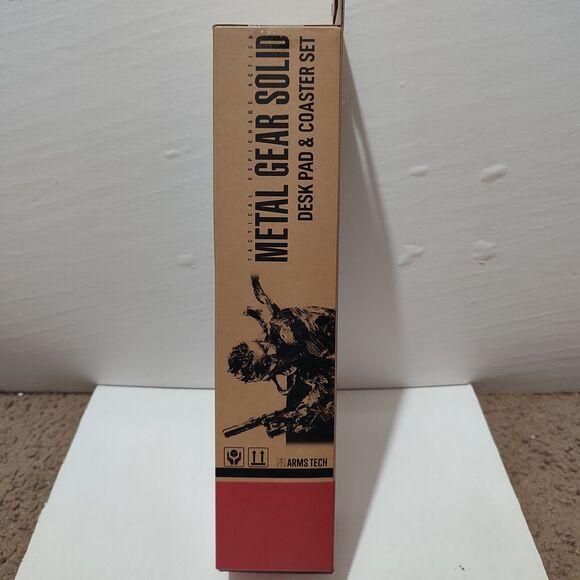 TACTICAL ESPIONAGE ACTION
METAL GEAR SOLID
DESK PAD & COASTER SET
ARMS TECH